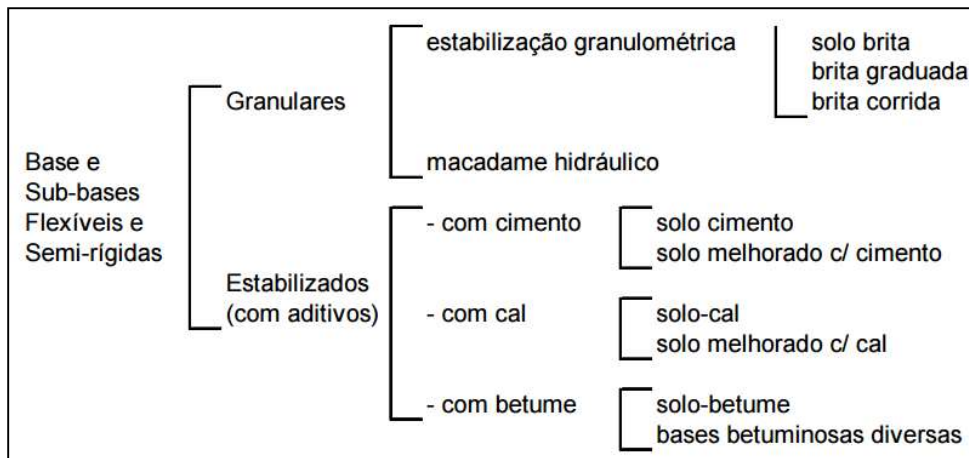 Base e
Sub-bases
Flexíveis e
Semi-rígidas
Granulares
estabilização granulométrica
solo brita
brita graduada
brita corrida
macadame hidráulico
Estabilizados
(com aditivos)
- com cimento
solo cimento
solo melhorado c/ cimento
- com cal
solo-cal
solo melhorado c/ cal
- com betume
solo-betume
bases betuminosas diversas